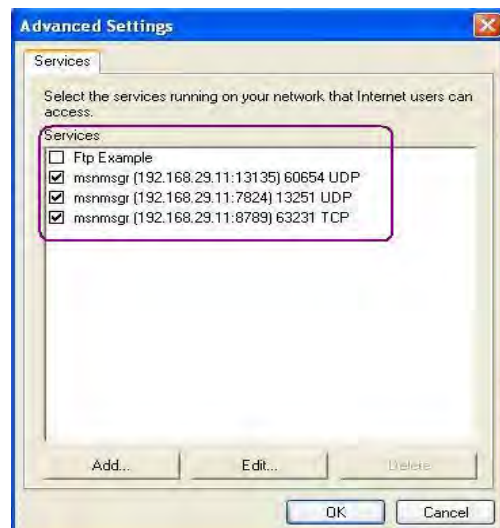 Advanced Settings
Services
Select the services running on your network that Internet users can
access.
Services
Ftp Example
msnmsgr (192.168.29.11:13135) 60654 UDP
msnmsgr (192.168.29.11:7824) 13251 UDP
msnmsgr (192.168.29.11:8789) 63231 TCP
Add... Edit... Delete
OK Cancel